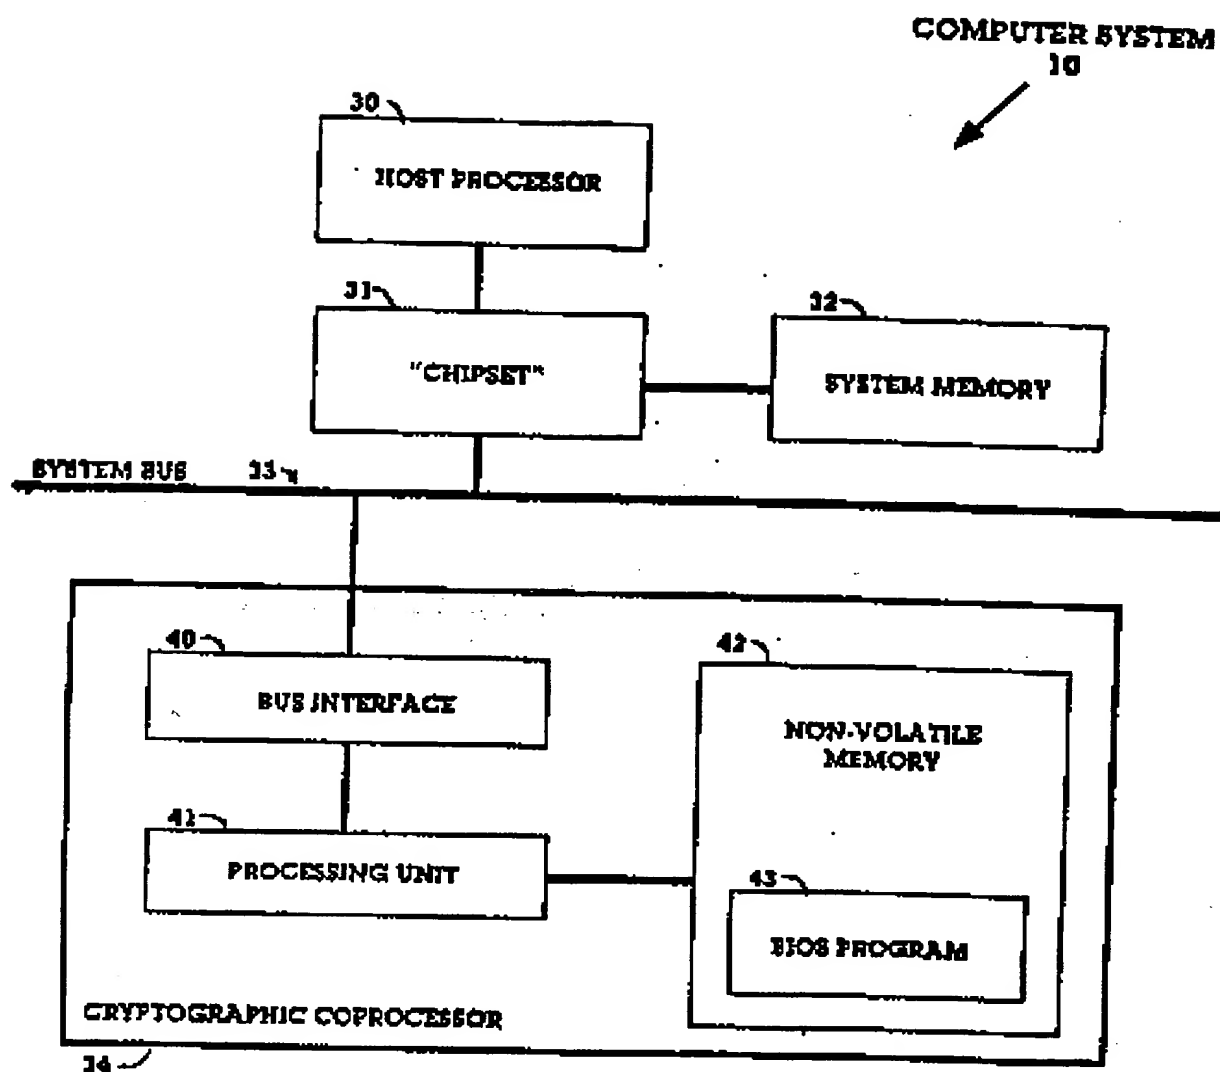 COMPUTER SYSTEM
10
30
HOST PROCESSOR
31
"CHIPSET"
32
SYSTEM MEMORY
SYSTEM BUS
33
40
BUS INTERFACE
42
NON-VOLATILE
MEMORY
41
PROCESSING UNIT
43
BIOS PROGRAM
CRYPTOGRAPHIC COPROCESSOR
34